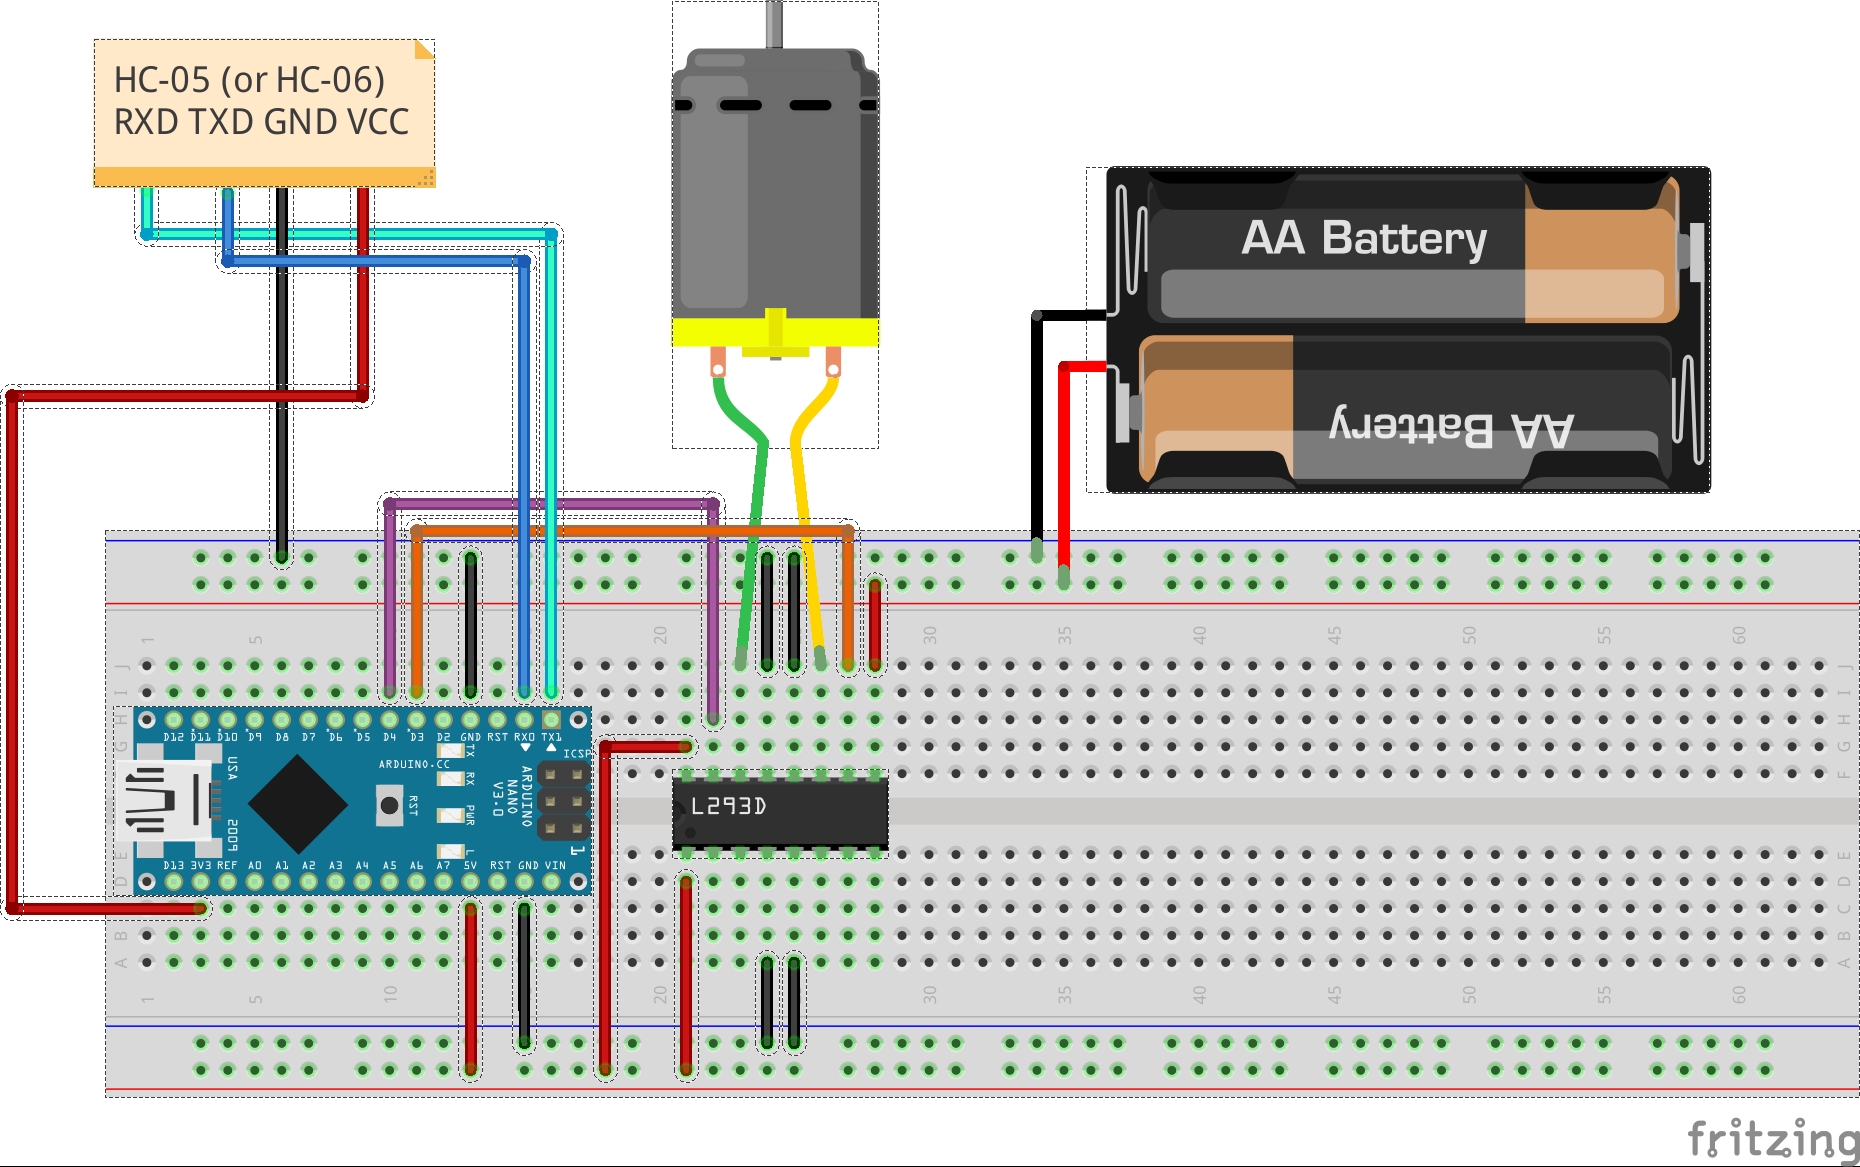 HC-05 (or HC-06)
RXD TXD GND VCC
AA Battery
AA Battery
1 5 20 30 35 40 45 50 55 60
J J
I I
H H
G G
F
D12 D11 D10 D9 D8 D7 D6 D5 D4 D3 D2 GND RST RX0 TX1
TX
ICSP
ARDUINO.CC
USA
RX
RST
ARDUINO
NANO
V3.0
PWR
2009
L
1
L293D
D13 3V3 REF A0 A1 A2 A3 A4 A5 A6 A7 5V RST GND VIN
E E
D D
C
B B
A A
1 5 10 20 30 35 40 45 50 55 60
fritzing